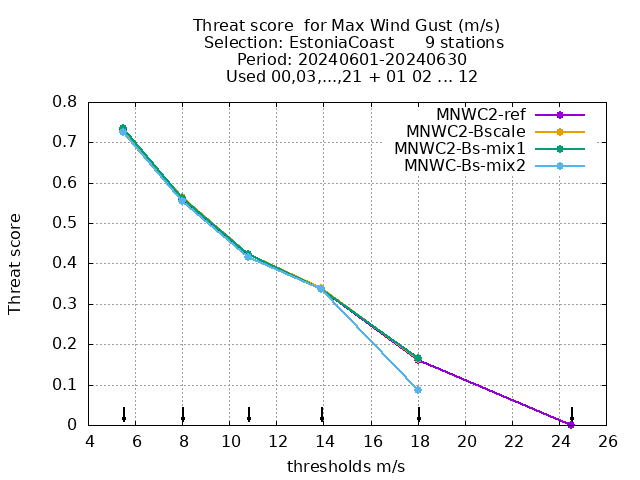 Threat score  for Max Wind Gust (m/s)
Selection: EstoniaCoast      9 stations
Period: 20240601-20240630
Used 00,03,...,21 + 01 02 ... 12
MNWC2-ref
MNWC2-Bscale
MNWC2-Bs-mix1
MNWC-Bs-mix2
Threat score
0.8
0.7
0.6
0.5
0.4
0.3
0.2
0.1
0
4 6 8 10 12 14 16 18 20 22 24 26
thresholds m/s